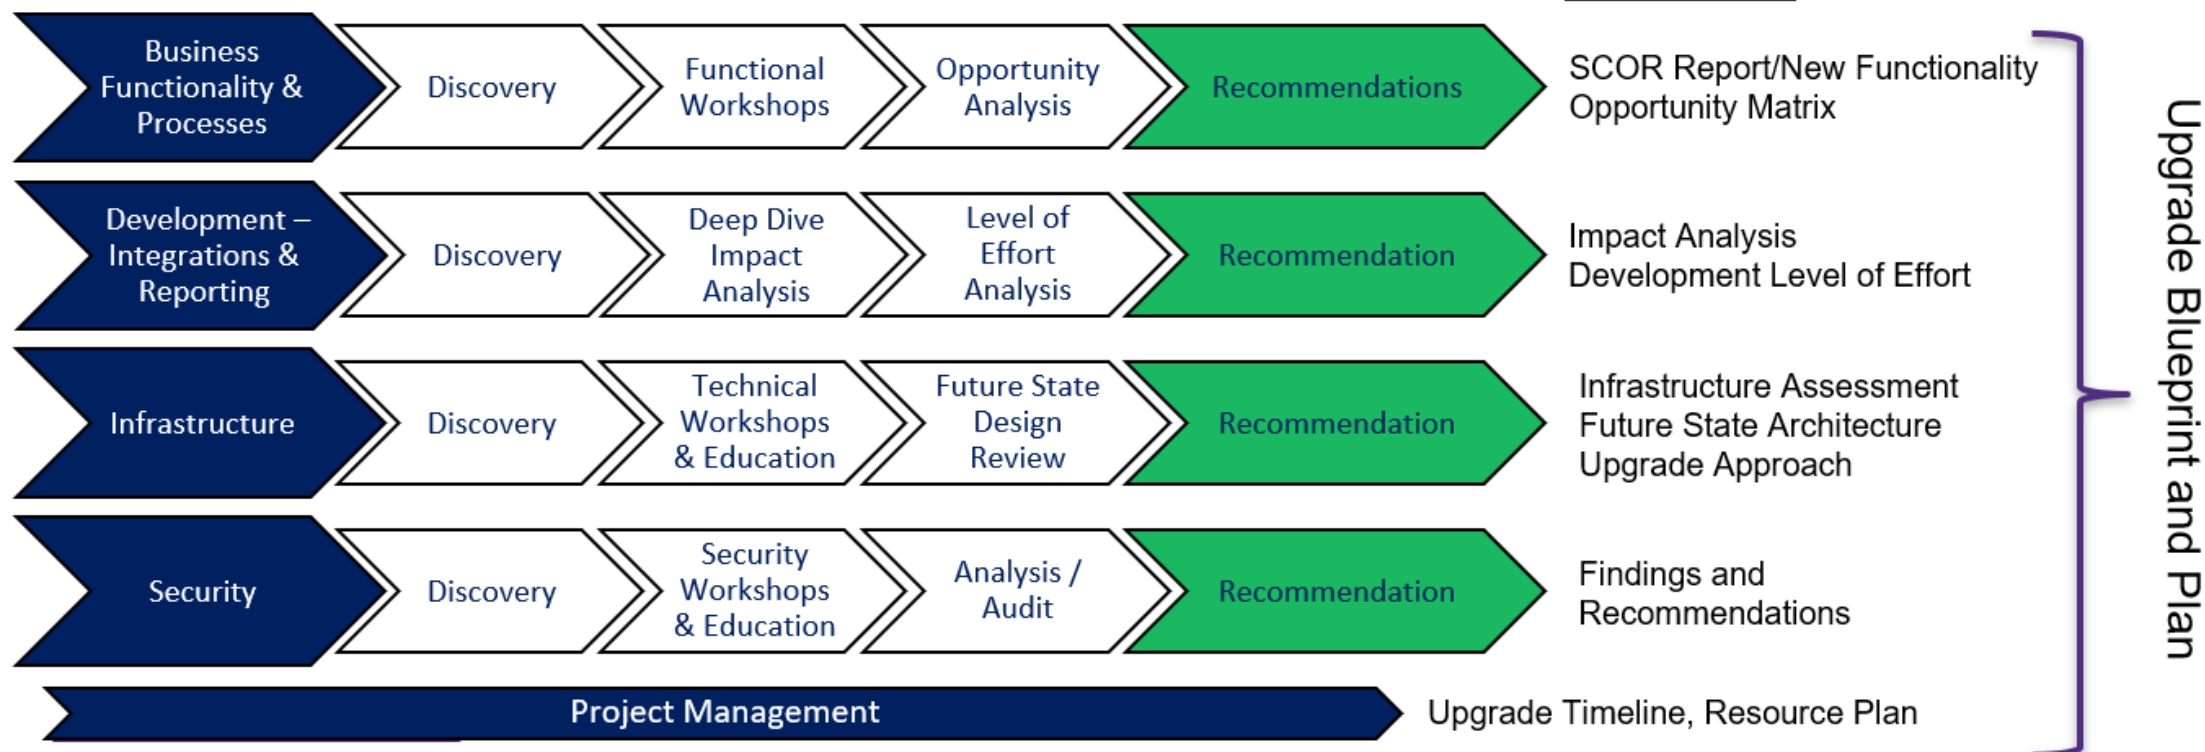 Business
Functionality &
Processes
Discovery
Functional
Workshops
Opportunity
Analysis
Recommendations
SCOR Report/New Functionality
Opportunity Matrix
Development –
Integrations &
Reporting
Discovery
Deep Dive
Impact
Analysis
Level of
Effort
Analysis
Recommendation
Impact Analysis
Development Level of Effort
Infrastructure
Discovery
Technical
Workshops
& Education
Future State
Design
Review
Recommendation
Infrastructure Assessment
Future State Architecture
Upgrade Approach
Security
Discovery
Security
Workshops
& Education
Analysis /
Audit
Recommendation
Findings and
Recommendations
Project Management
Upgrade Timeline, Resource Plan
Upgrade Blueprint and Plan